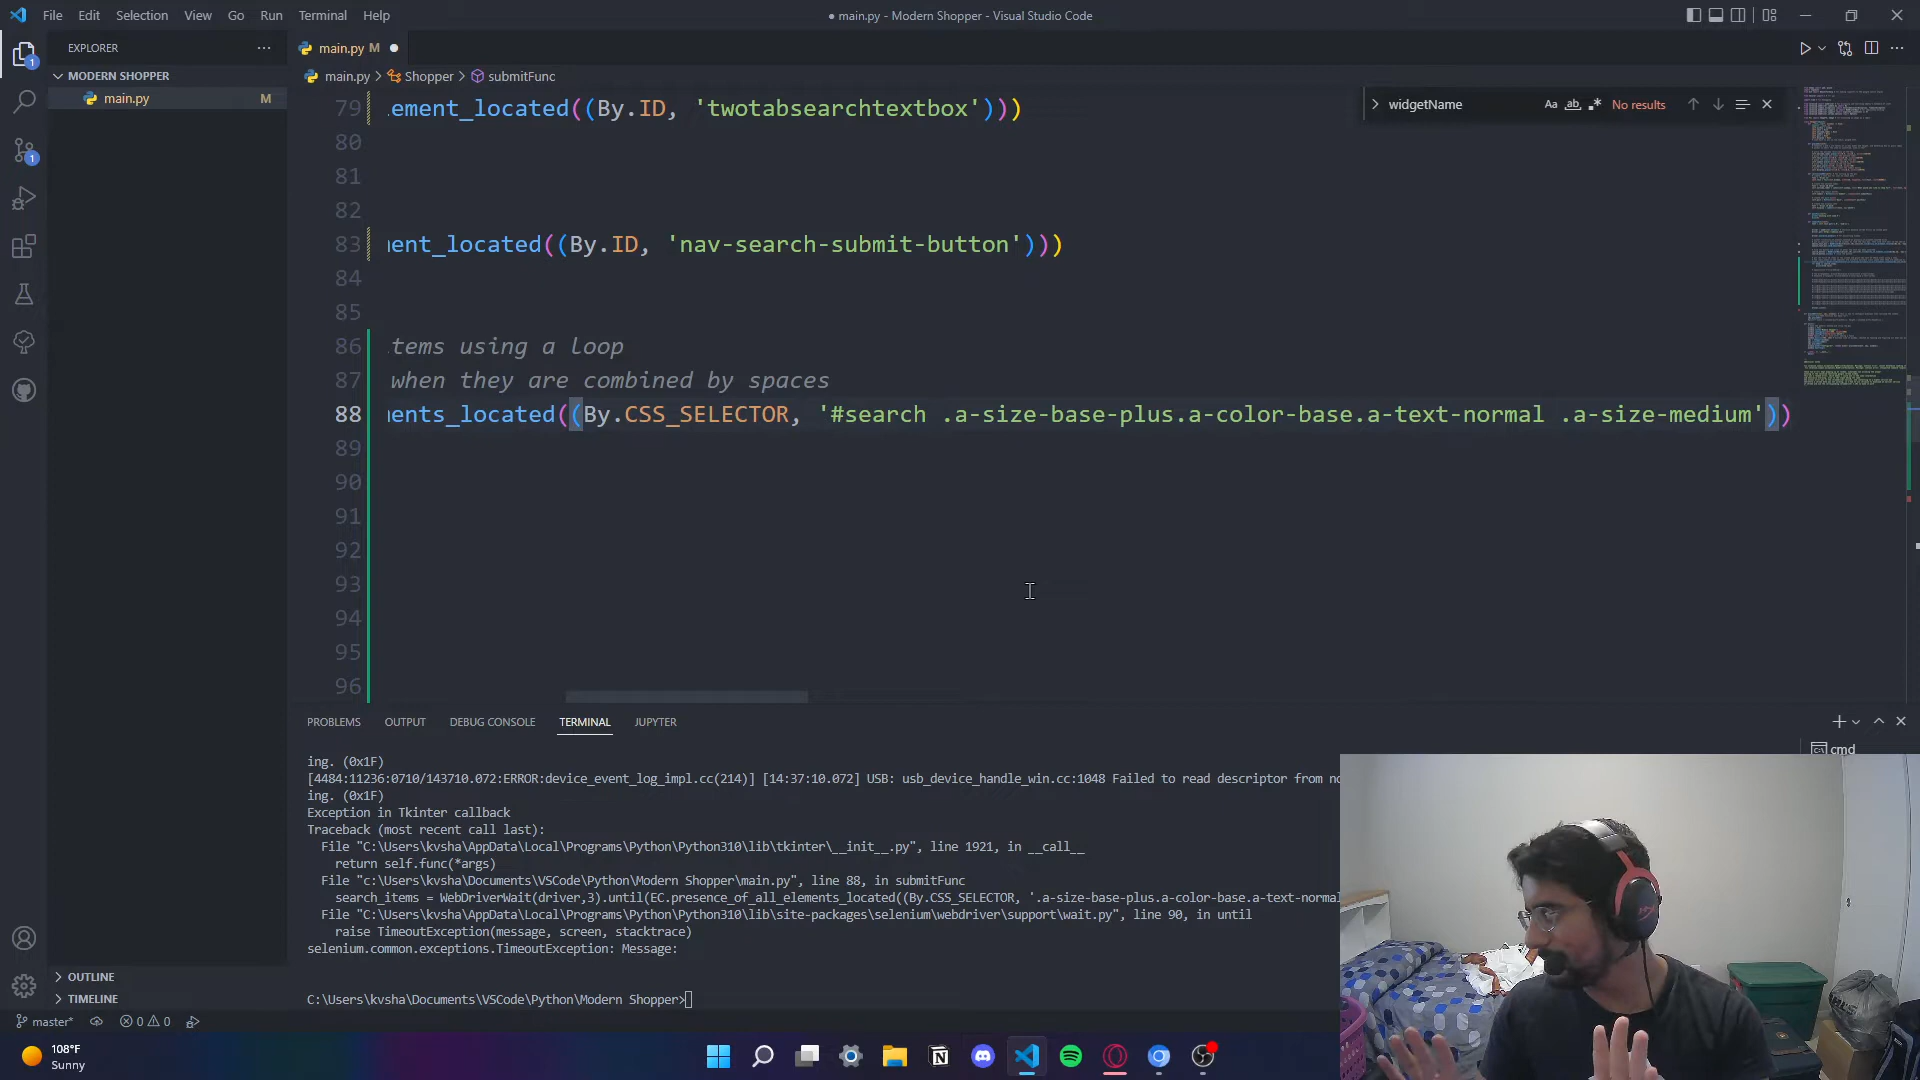 File Edit Selection View Go Run Terminal Help
● main.py - Modern Shopper - Visual Studio Code
EXPLORER
MODERN SHOPPER
main.py M
main.py M
main.py > Shopper > submitFunc
widgetName
Aa ab .* No results
79 .ement_located((By.ID, 'twotabsearchtextbox')))
80
81
82
83 ment_located((By.ID, 'nav-search-submit-button')))
84
85
86 .tems using a loop
87 when they are combined by spaces
88 ments_located((By.CSS_SELECTOR, '#search .a-size-base-plus.a-color-base.a-text-normal .a-size-medium'))
89
90
91
92
93
94
95
96
PROBLEMS OUTPUT DEBUG CONSOLE TERMINAL JUPYTER
cmd
ing. (0x1F)
[4484:11236:0710/143710.072:ERROR:device_event_log_impl.cc(214)] [14:37:10.072] USB: usb_device_handle_win.cc:1048 Failed to read descriptor from no
ing. (0x1F)
Exception in Tkinter callback
Traceback (most recent call last):
File "C:\Users\kvsha\AppData\Local\Programs\Python\Python310\lib\tkinter\__init__.py", line 1921, in __call__
return self.func(*args)
File "c:\Users\kvsha\Documents\VSCode\Python\Modern Shopper\main.py", line 88, in submitFunc
search_items = WebDriverWait(driver,3).until(EC.presence_of_all_elements_located((By.CSS_SELECTOR, '.a-size-base-plus.a-color-base.a-text-normal
File "C:\Users\kvsha\AppData\Local\Programs\Python\Python310\lib\site-packages\selenium\webdriver\support\wait.py", line 90, in until
raise TimeoutException(message, screen, stacktrace)
selenium.common.exceptions.TimeoutException: Message:
C:\Users\kvsha\Documents\VSCode\Python\Modern Shopper>
OUTLINE
TIMELINE
master* 0 0
108°F
Sunny